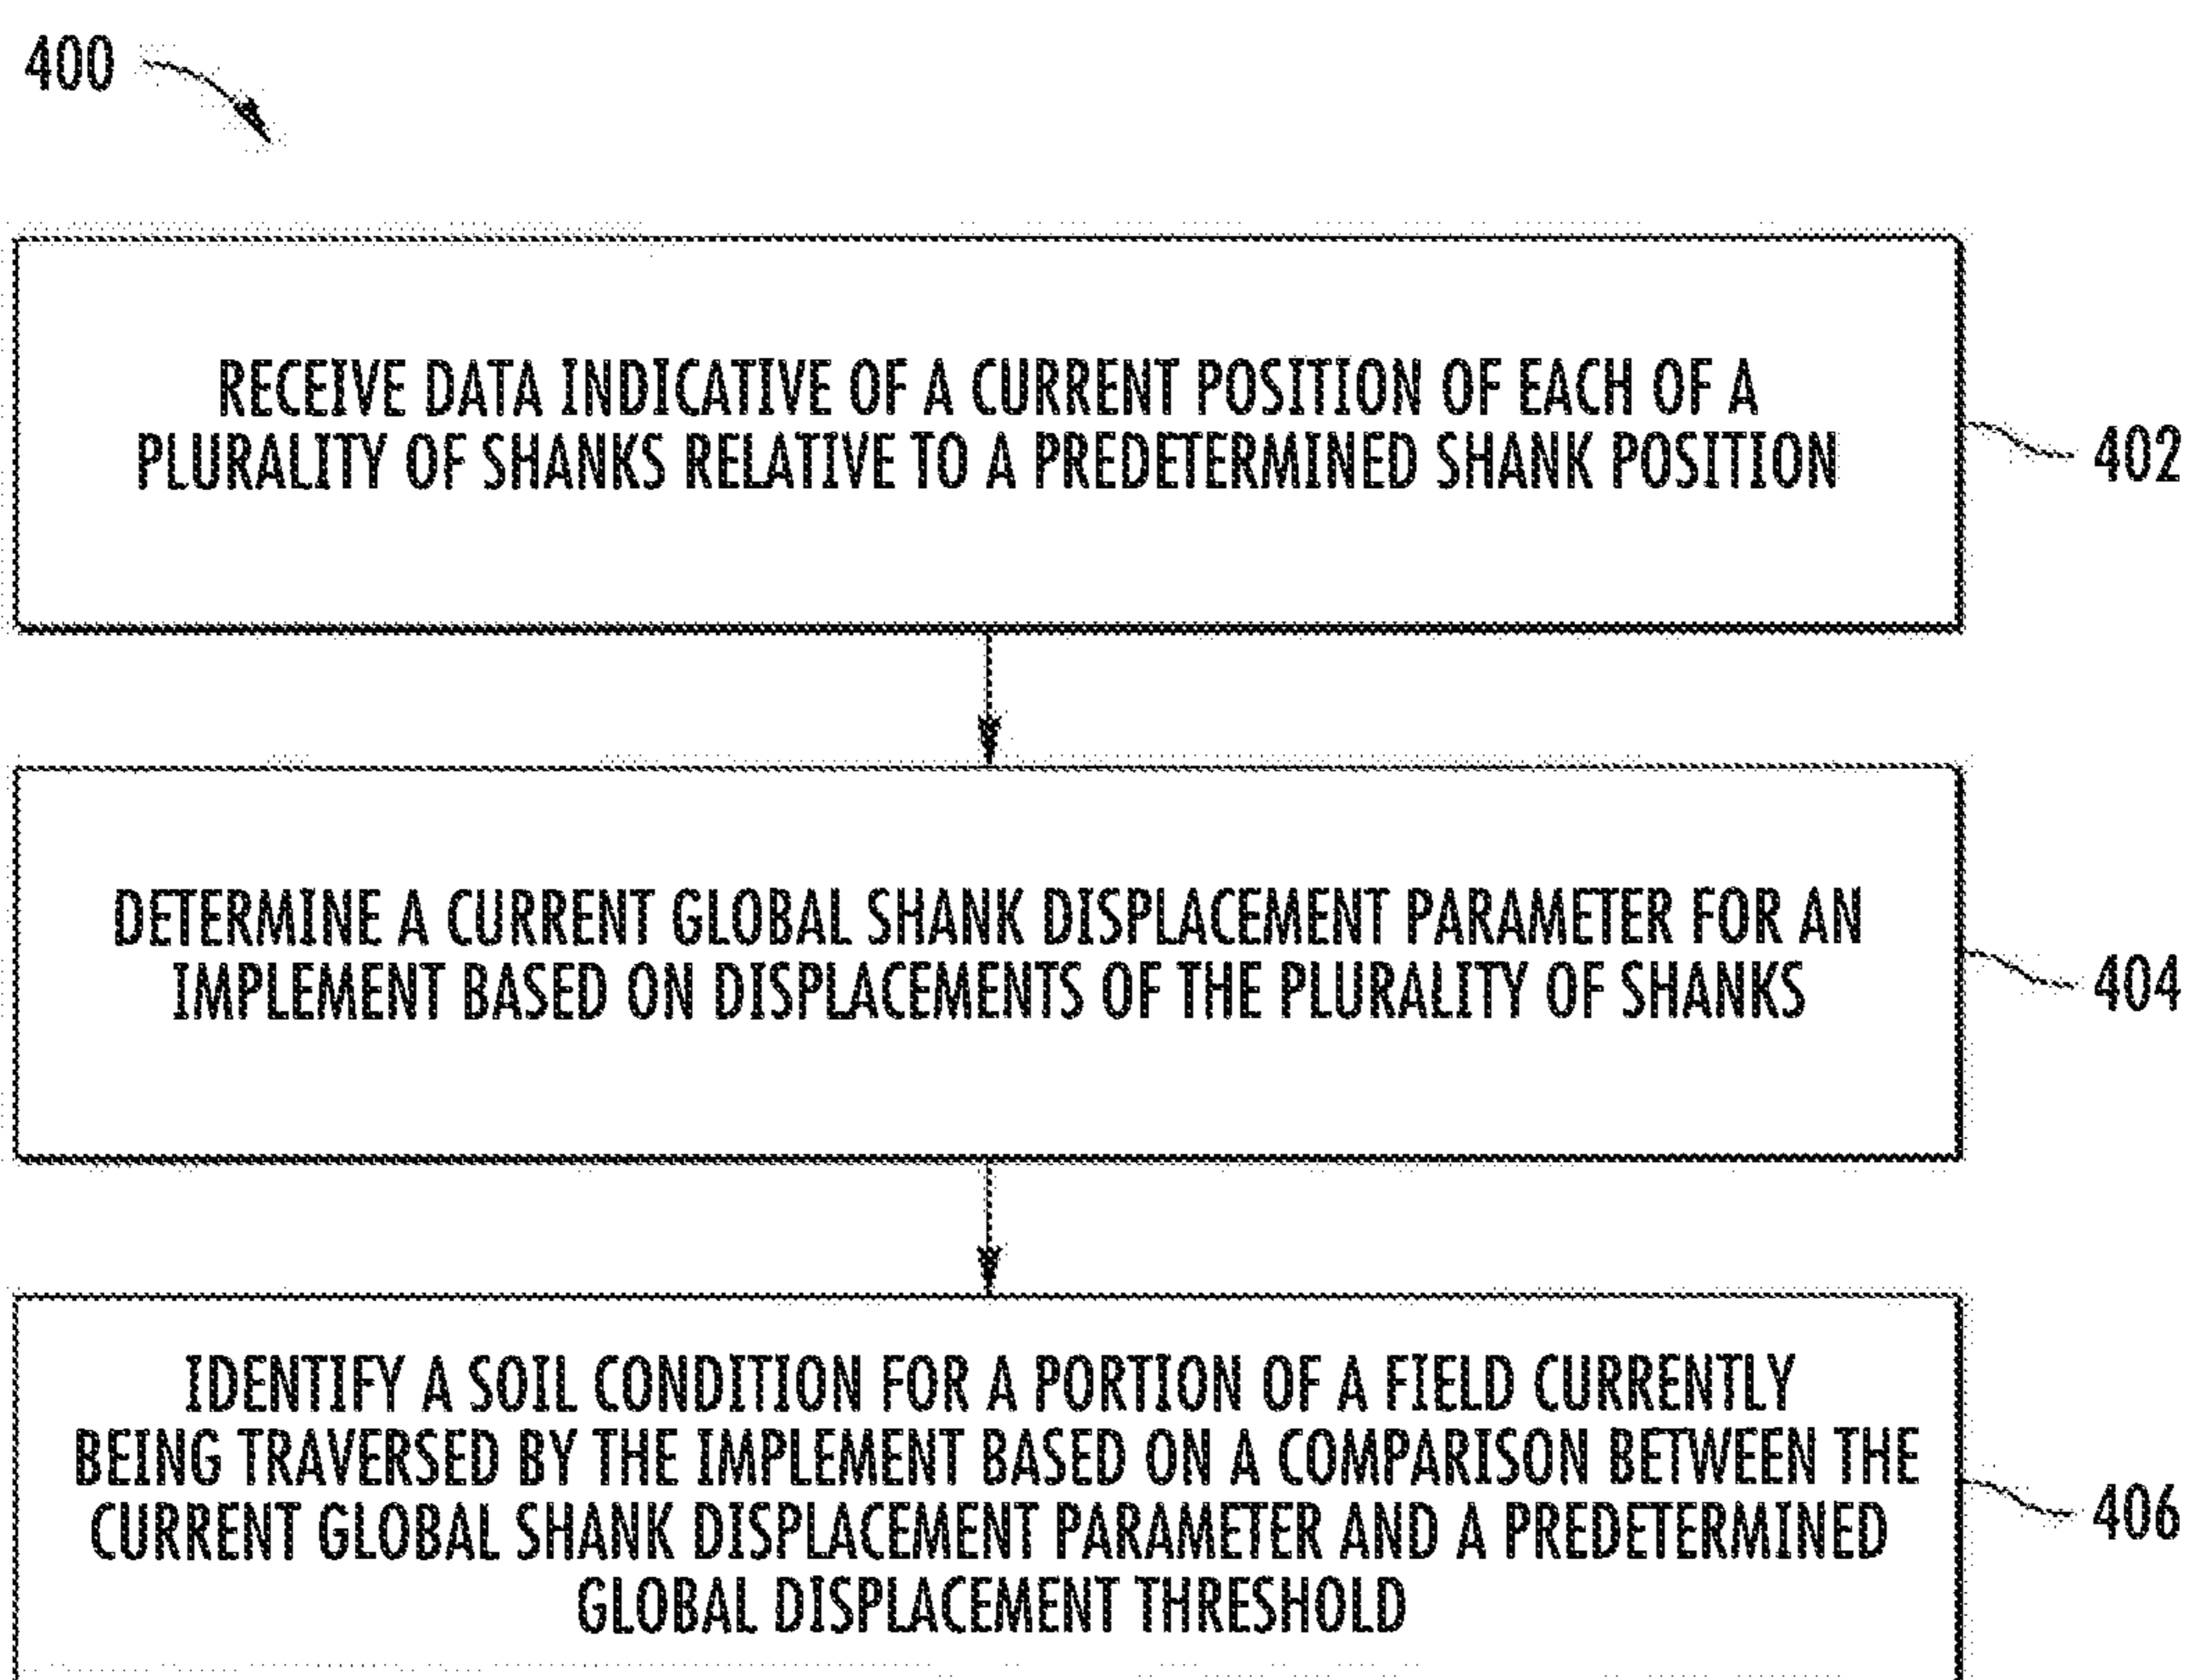 400
RECEIVE DATA INDICATIVE OF A CURRENT POSITION OF EACH OF A
PLURALITY OF SHANKS RELATIVE TO A PREDETERMINED SHANK POSITION
402
DETERMINE A CURRENT GLOBAL SHANK DISPLACEMENT PARAMETER FOR AN
IMPLEMENT BASED ON DISPLACEMENTS OF THE PLURALITY OF SHANKS
404
IDENTIFY A SOIL CONDITION FOR A PORTION OF A FIELD CURRENTLY
BEING TRAVERSED BY THE IMPLEMENT BASED ON A COMPARISON BETWEEN THE
CURRENT GLOBAL SHANK DISPLACEMENT PARAMETER AND A PREDETERMINED
GLOBAL DISPLACEMENT THRESHOLD
406